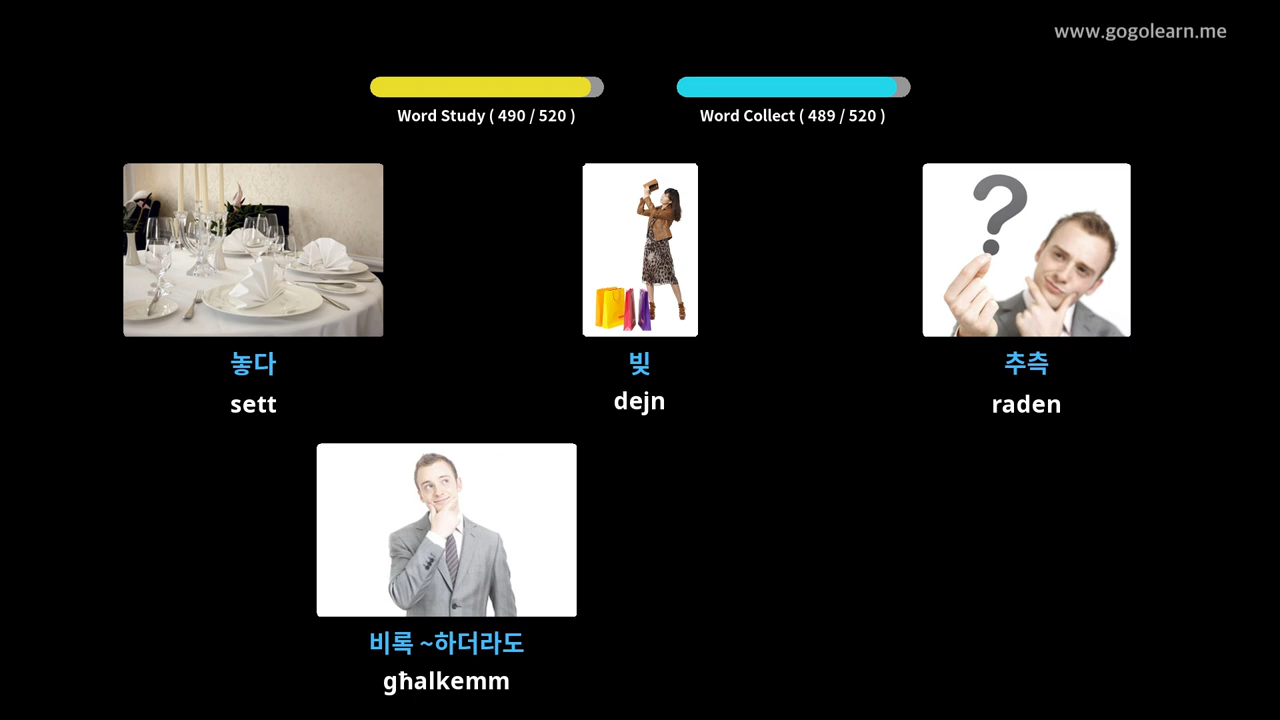 www.gogolearn.me
Word Study ( 490 / 520 )
Word Collect ( 489 / 520 )
놓다
sett
빚
dejn
추측
raden
비록 ~하더라도
għalkemm